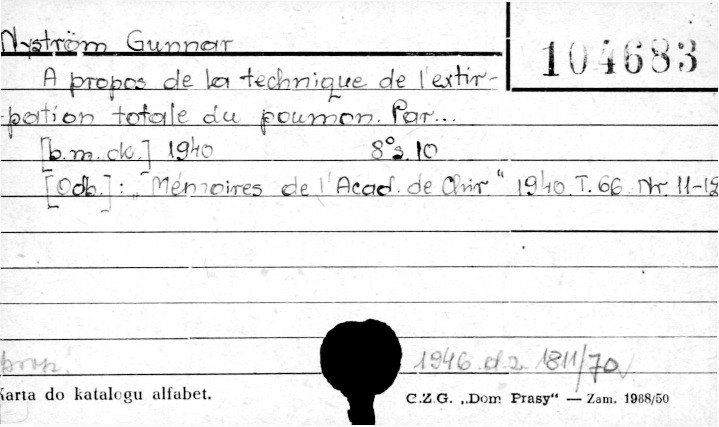 Nyström Gunnar
104683
A propos de la technique de l'extir-
pation totale du poumon. Par...
[b.m.dr.] 1940 8° s. 10
[Odb.]: „Mémoires de l'Acad. de Chir“ 1940. T. 66. Nr. 11-12
1946. d.z. 1811/70
Karta do katalogu alfabet.
C.Z.G. „Dom Prasy“ — Zam. 1988/50